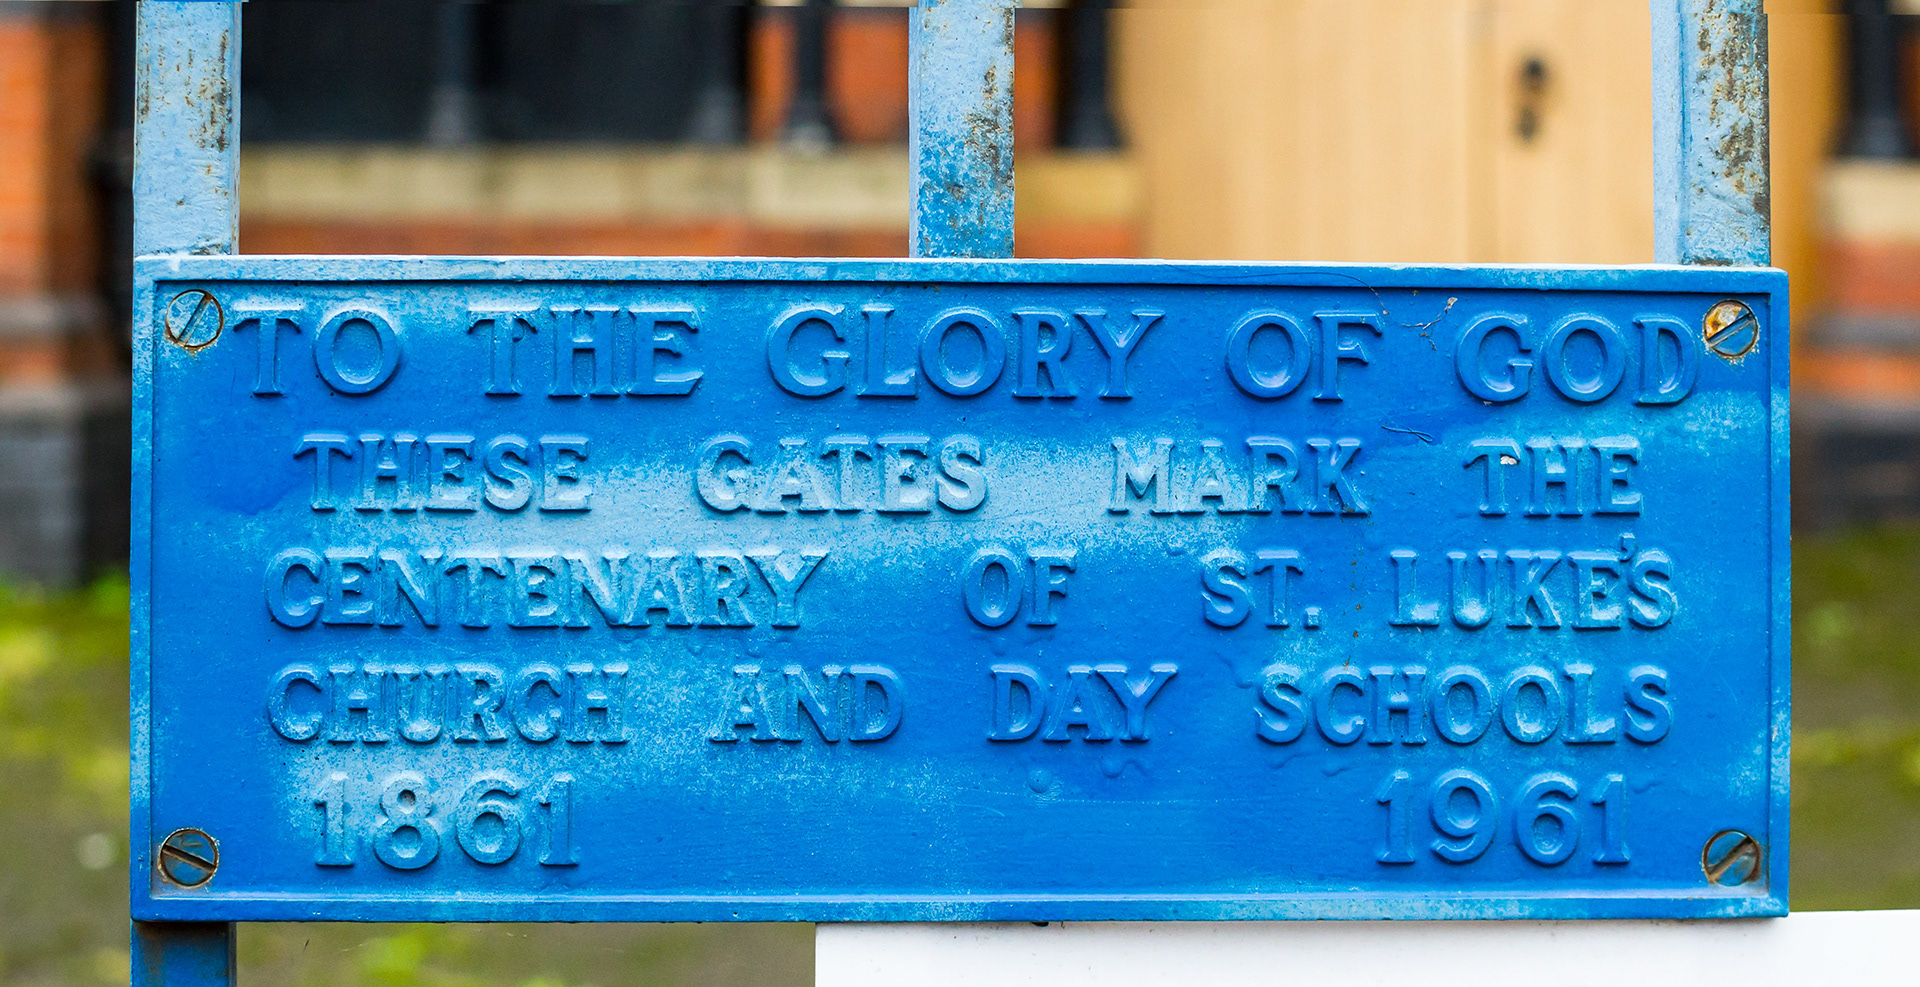 TO THE GLORY OF GOD
THESE GATES MARK THE
CENTENARY OF ST. LUKE'S
CHURCH AND DAY SCHOOLS
1861 1961